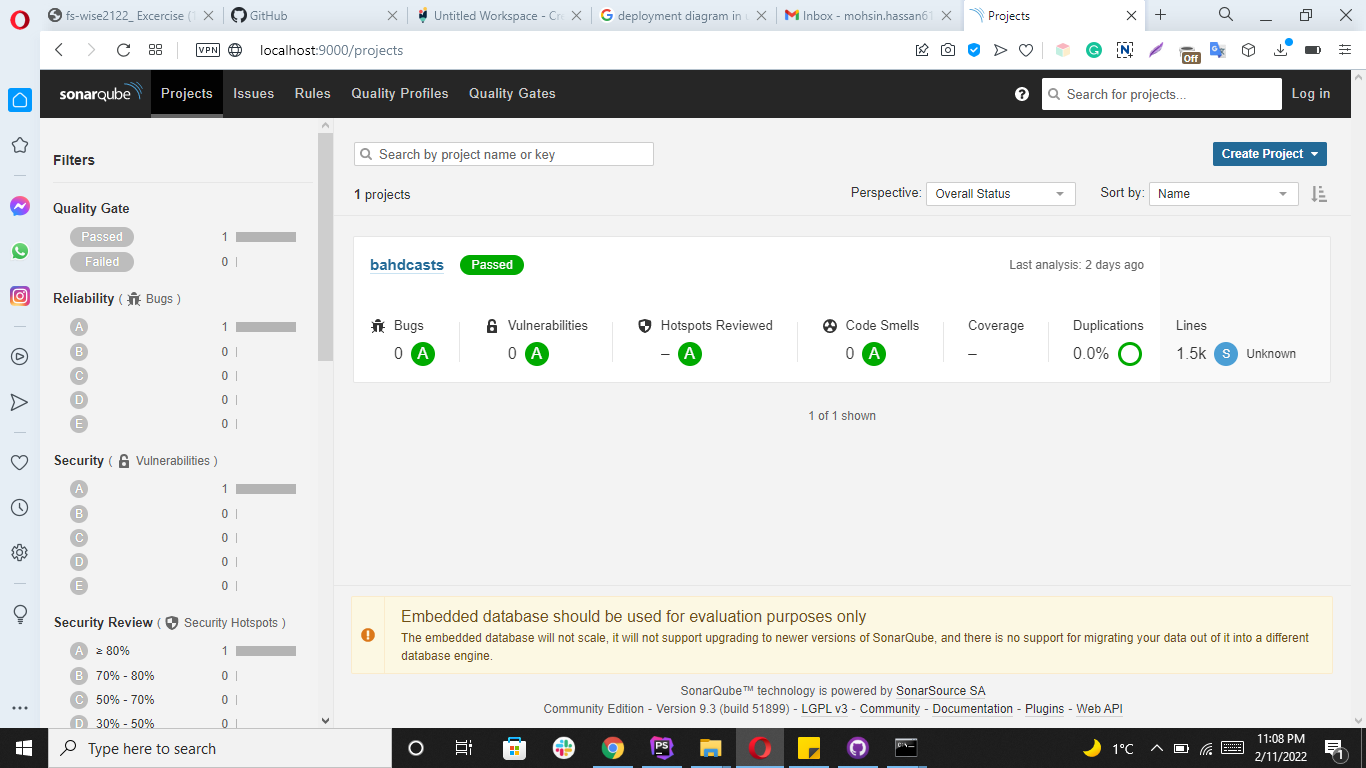 fs-wise2122_ Excercise (1
GitHub
Untitled Workspace - Cre
deployment diagram in u
Inbox - mohsin.hassan61
Projects
VPN
localhost:9000/projects
Off
sonarqube
Projects
Issues
Rules
Quality Profiles
Quality Gates
?
Search for projects...
Log in
Filters
Quality Gate
Passed 1
Failed 0
Reliability ( Bugs )
A 1
B 0
C 0
D 0
E 0
Security ( Vulnerabilities )
A 1
B 0
C 0
D 0
E 0
Security Review ( Security Hotspots )
A ≥ 80% 1
B 70% - 80% 0
C 50% - 70% 0
D 30% - 50% 0
Search by project name or key
Create Project
1 projects
Perspective: Overall Status
Sort by: Name
bahdcasts Passed
Last analysis: 2 days ago
Bugs
0 A
Vulnerabilities
0 A
Hotspots Reviewed
– A
Code Smells
0 A
Coverage
–
Duplications
0.0%
Lines
1.5k S Unknown
1 of 1 shown
Embedded database should be used for evaluation purposes only
The embedded database will not scale, it will not support upgrading to newer versions of SonarQube, and there is no support for migrating your data out of it into a different
database engine.
SonarQube™ technology is powered by SonarSource SA
Community Edition - Version 9.3 (build 51899) - LGPL v3 - Community - Documentation - Plugins - Web API
Type here to search
PS
1°C
11:08 PM
2/11/2022
1